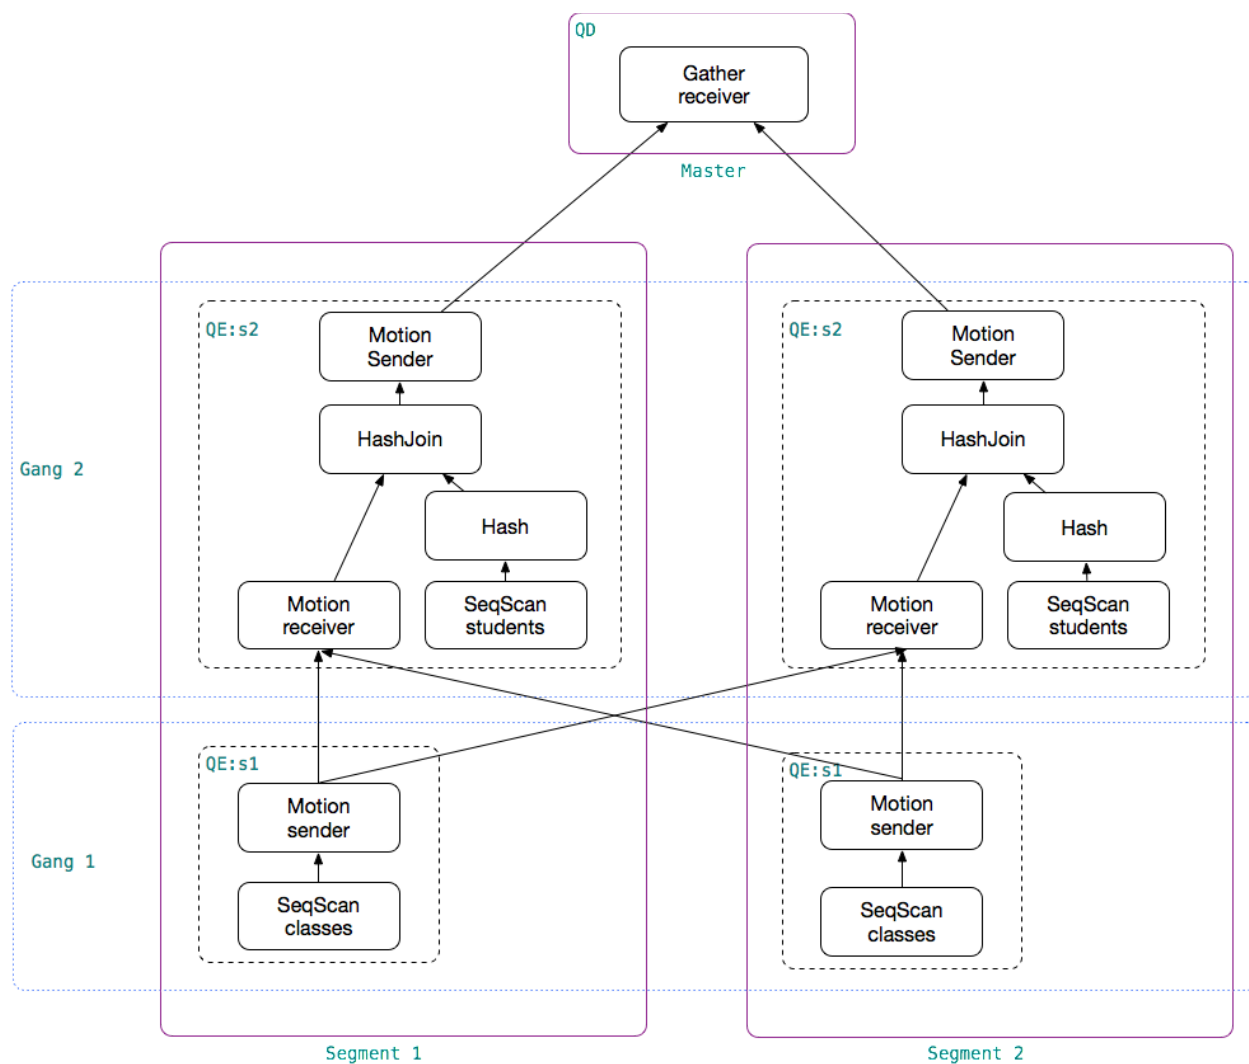 QD
Gather
receiver
Master
QE:s2
Motion
Sender
QE:s2
Motion
Sender
HashJoin
HashJoin
Gang 2
Hash
Hash
Motion
receiver
SeqScan
students
Motion
receiver
SeqScan
students
QE:s1
Motion
sender
QE:s1
Motion
sender
Gang 1
SeqScan
classes
SeqScan
classes
Segment 1
Segment 2